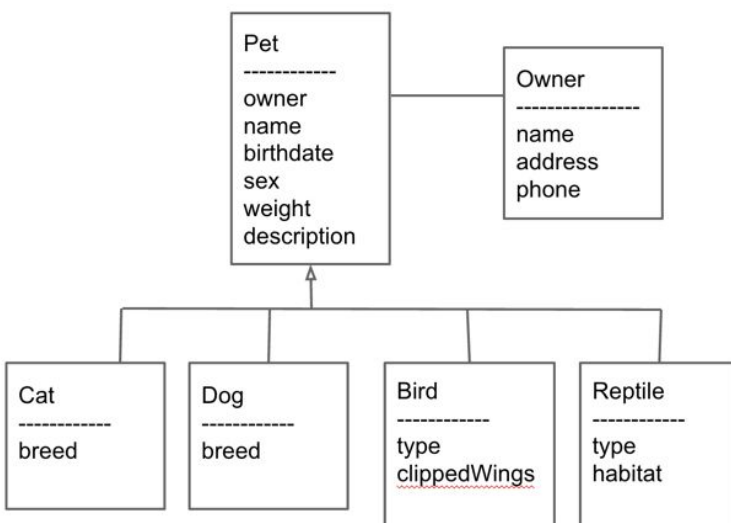 Pet
------------
owner
name
birthdate
sex
weight
description
Owner
----------------
name
address
phone
Cat
------------
breed
Dog
------------
breed
Bird
------------
type
clippedWings
Reptile
------------
type
habitat